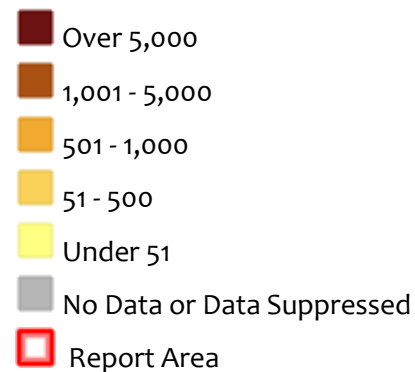 Over 5,000
1,001 - 5,000
501 - 1,000
51 - 500
Under 51
No Data or Data Suppressed
Report Area